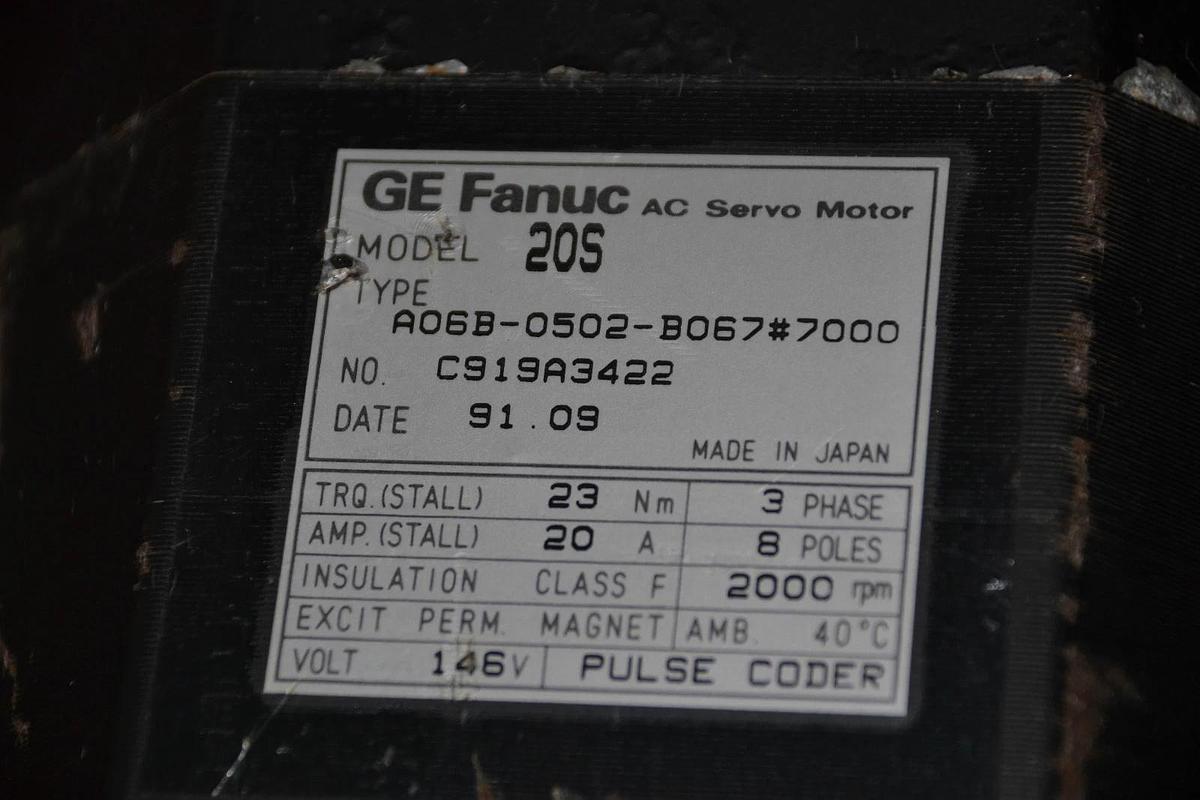 GE Fanuc AC Servo Motor
MODEL 20S
TYPE
A06B-0502-B067#7000
NO. C919A3422
DATE 91.09
MADE IN JAPAN
TRQ.(STALL) 23 Nm 3 PHASE
AMP.(STALL) 20 A 8 POLES
INSULATION CLASS F 2000 rpm
EXCIT PERM. MAGNET AMB. 40°C
VOLT 146V PULSE CODER